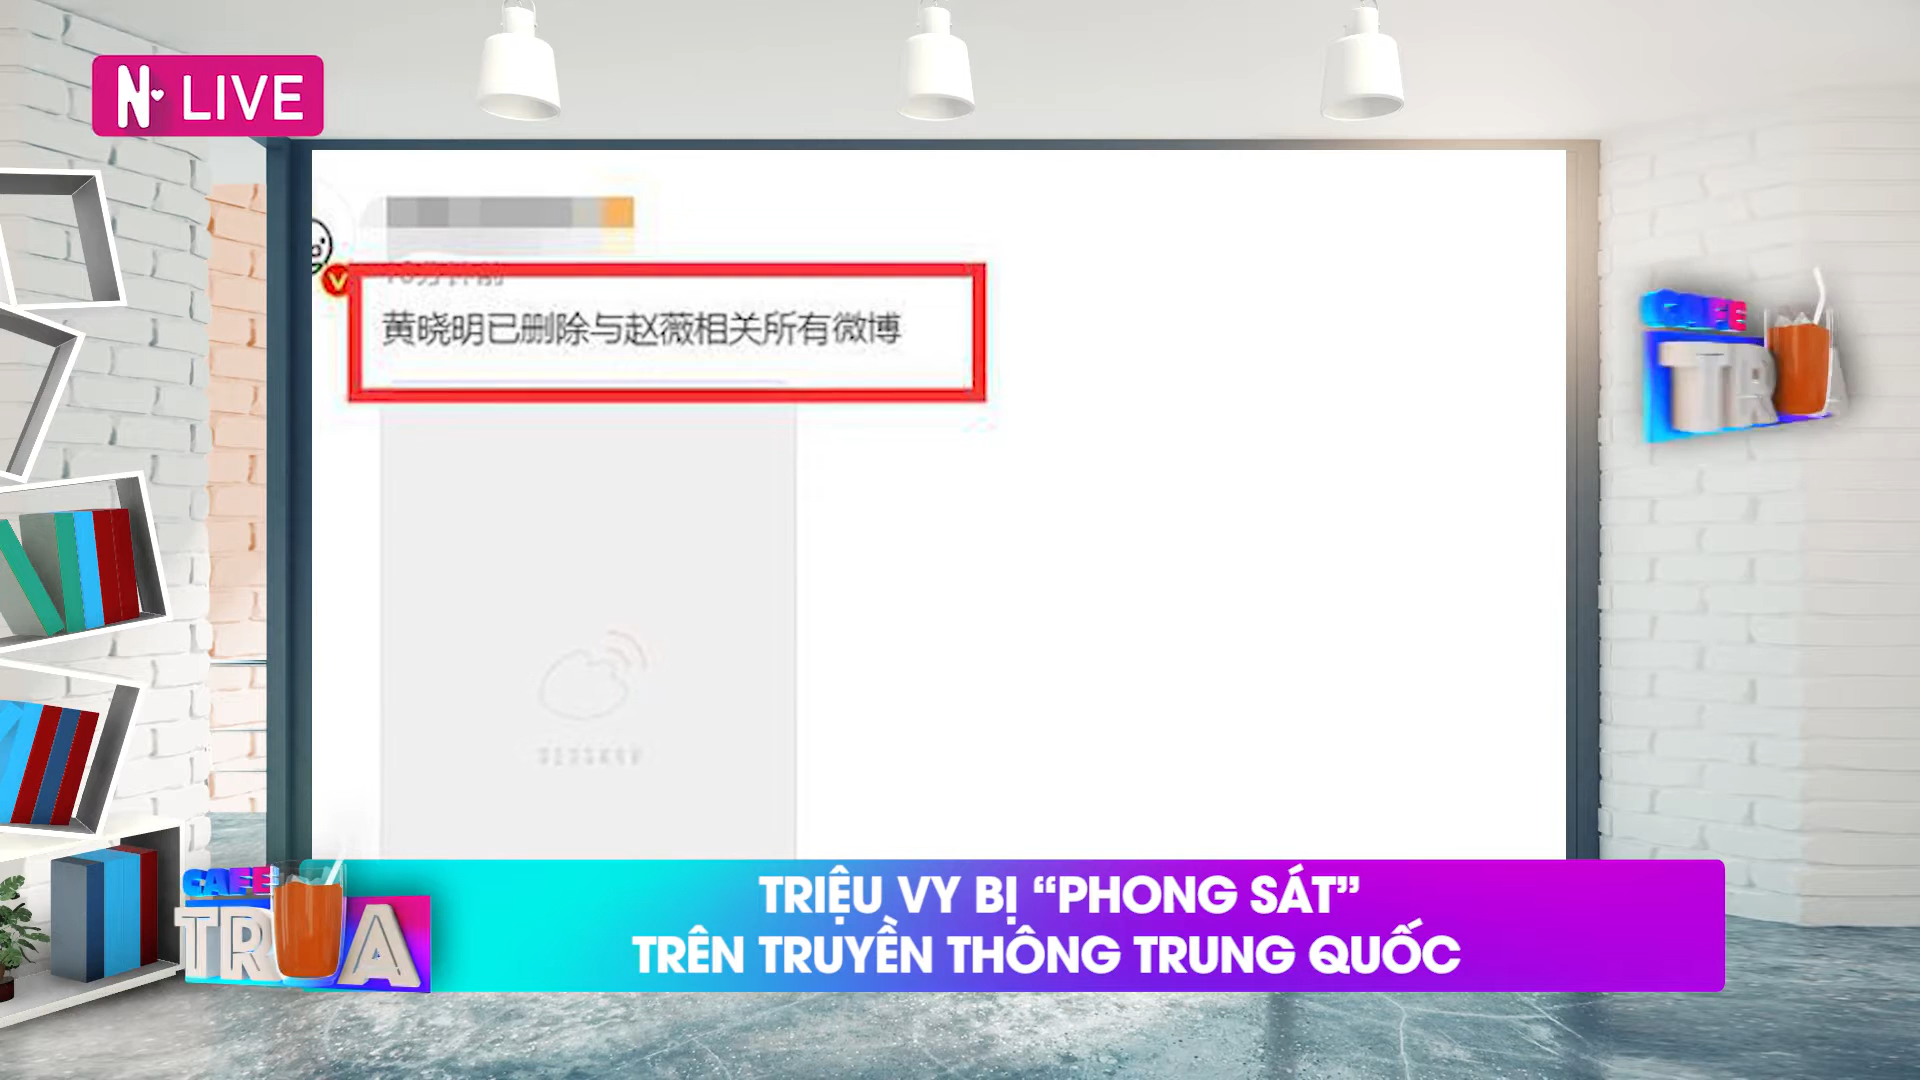 N LIVE
黄晓明已删除与赵薇相关所有微博
CAFE
TRƯA
CAFE
TRƯA
TRIỆU VY BỊ “PHONG SÁT”
TRÊN TRUYỀN THÔNG TRUNG QUỐC